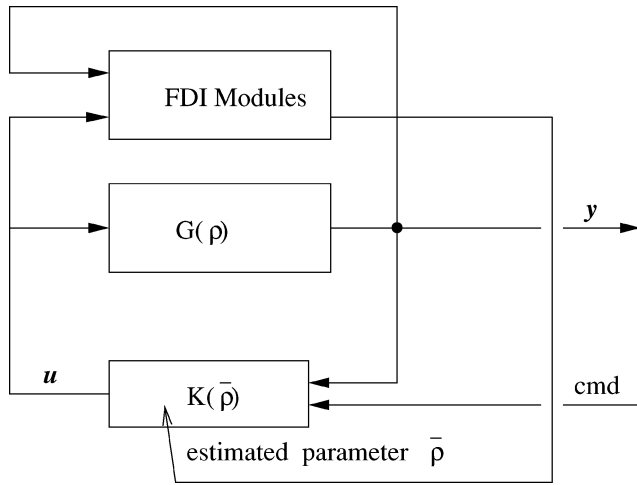 FDI Modules
G(ρ)
y
u
K(ρ̄)
cmd
estimated parameter ρ̄